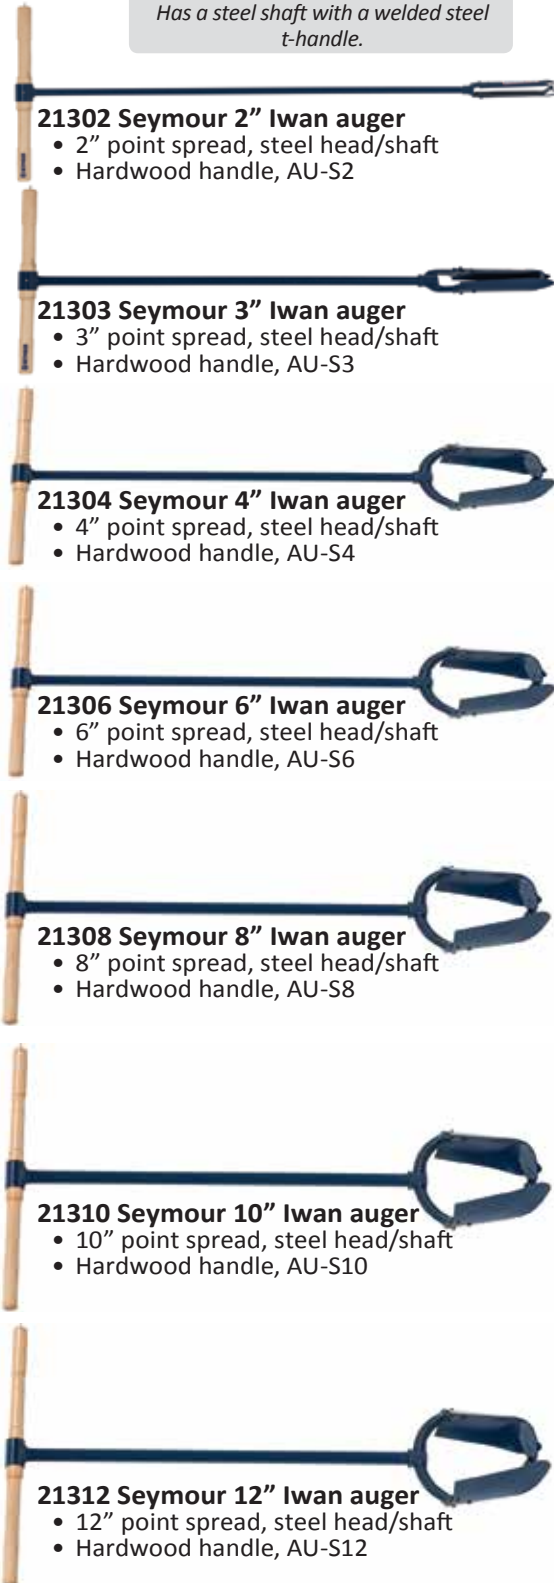 Has a steel shaft with a welded steel
t-handle.
21302 Seymour 2” Iwan auger
• 2” point spread, steel head/shaft
• Hardwood handle, AU-S2
21303 Seymour 3” Iwan auger
• 3” point spread, steel head/shaft
• Hardwood handle, AU-S3
21304 Seymour 4” Iwan auger
• 4” point spread, steel head/shaft
• Hardwood handle, AU-S4
21306 Seymour 6” Iwan auger
• 6” point spread, steel head/shaft
• Hardwood handle, AU-S6
21308 Seymour 8” Iwan auger
• 8” point spread, steel head/shaft
• Hardwood handle, AU-S8
21310 Seymour 10” Iwan auger
• 10” point spread, steel head/shaft
• Hardwood handle, AU-S10
21312 Seymour 12” Iwan auger
• 12” point spread, steel head/shaft
• Hardwood handle, AU-S12